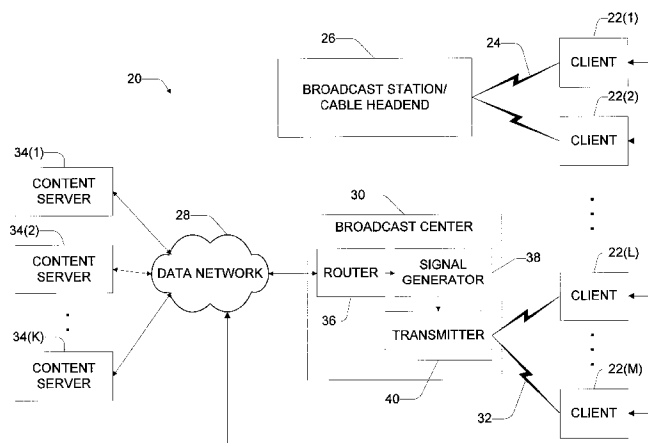 22(1)
26
24
CLIENT
20
BROADCAST STATION/
CABLE HEADEND
22(2)
CLIENT
34(1)
CONTENT
SERVER
28
30
BROADCAST CENTER
34(2)
CONTENT
SERVER
DATA NETWORK
ROUTER
SIGNAL
GENERATOR
38
22(L)
CLIENT
36
34(K)
CONTENT
SERVER
TRANSMITTER
40
32
22(M)
CLIENT